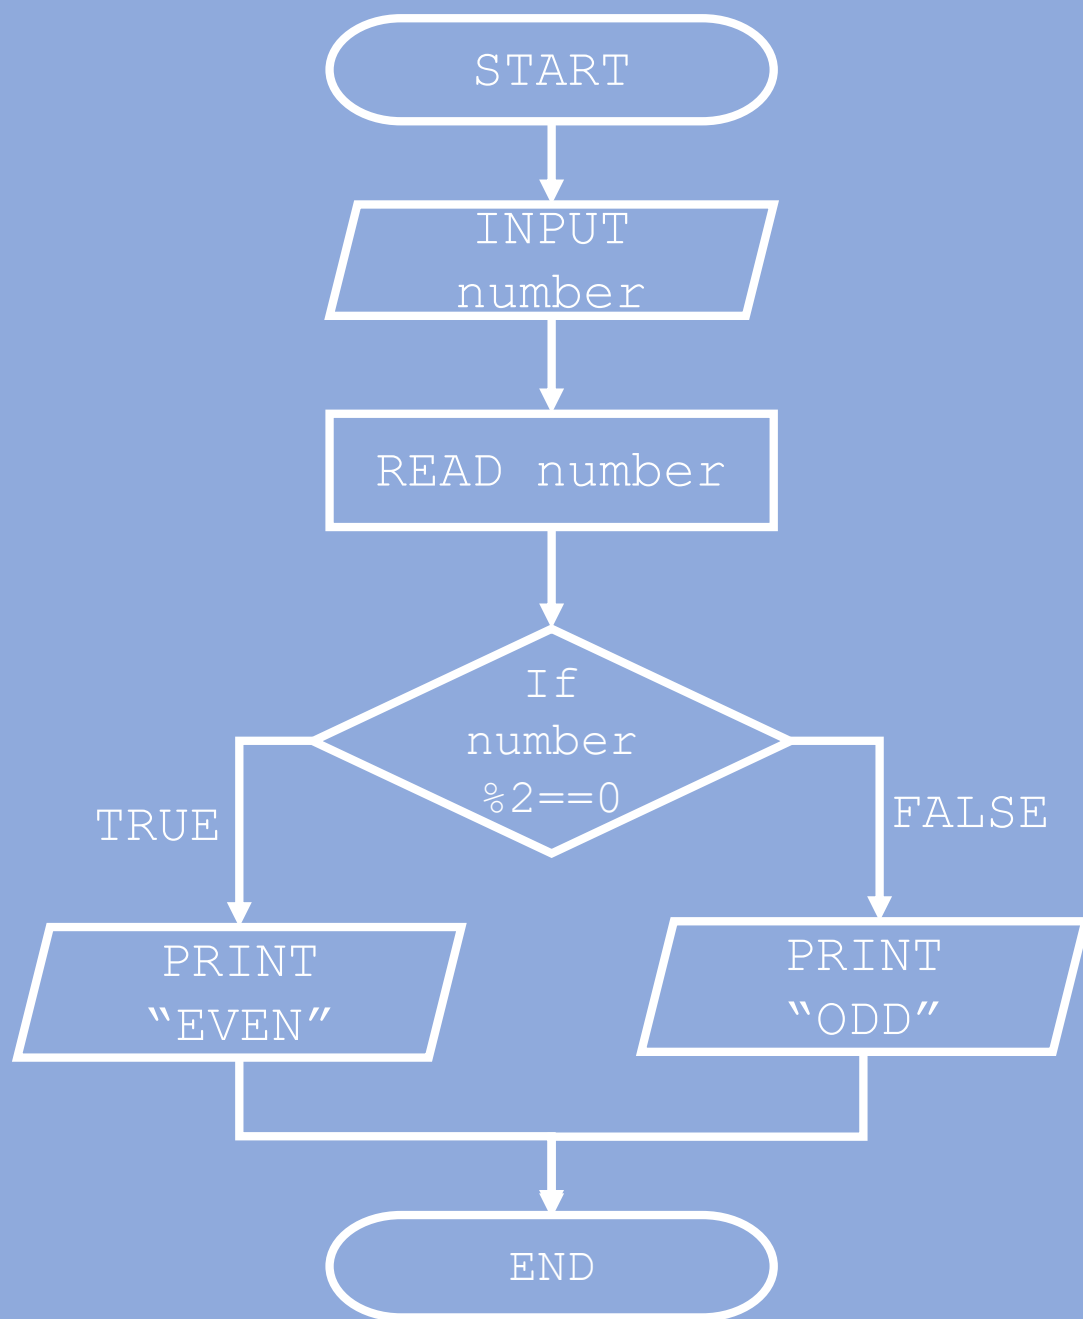 START
INPUT
number
READ number
If
number
%2==0
TRUE
FALSE
PRINT
“EVEN”
PRINT
“ODD”
END